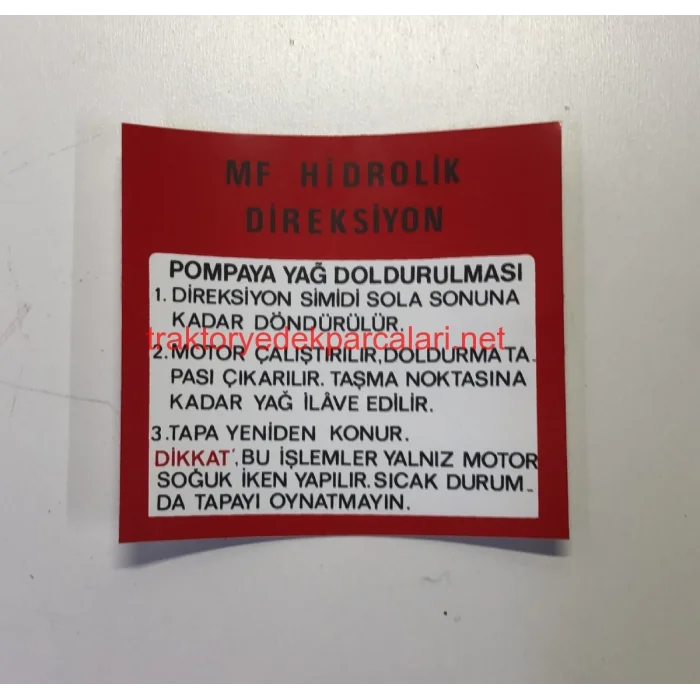 MF HİDROLİK
DİREKSİYON
POMPAYA YAĞ DOLDURULMASI
1. DİREKSİYON SİMİDİ SOLA SONUNA
KADAR DÖNDÜRÜLÜR.
traktoryedekparcalari.net
2.MOTOR ÇALIŞTIRILIR,DOLDURMA TA_
PASI ÇIKARILIR. TAŞMA NOKTASINA
KADAR YAĞ İLÂVE EDİLİR.
3.TAPA YENİDEN KONUR.
DİKKAT',BU İŞLEMLER YALNIZ MOTOR
SOĞUK İKEN YAPILIR.SICAK DURUM_
DA TAPAYI OYNATMAYIN.